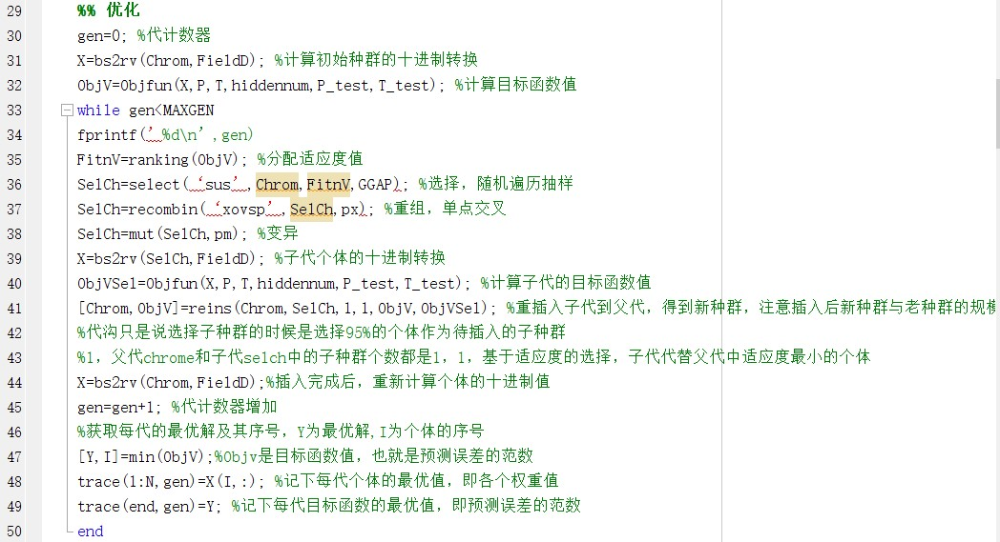 29 %% 优化
30 gen=0; %代计数器
31 X=bs2rv(Chrom,FieldD); %计算初始种群的十进制转换
32 ObjV=Objfun(X,P,T,hiddennum,P_test,T_test); %计算目标函数值
33 while gen<MAXGEN
34 fprintf(’%d\n’,gen)
35 FitnV=ranking(ObjV); %分配适应度值
36 SelCh=select(‘sus’,Chrom,FitnV,GGAP); %选择，随机遍历抽样
37 SelCh=recombin(‘xovsp’,SelCh,px); %重组，单点交叉
38 SelCh=mut(SelCh,pm); %变异
39 X=bs2rv(SelCh,FieldD); %子代个体的十进制转换
40 ObjVSel=Objfun(X,P,T,hiddennum,P_test,T_test); %计算子代的目标函数值
41 [Chrom,ObjV]=reins(Chrom,SelCh,1,1,ObjV,ObjVSel); %重插入子代到父代，得到新种群，注意插入后新种群与老种群的规模
42 %代沟只是说选择子种群的时候是选择95%的个体作为待插入的子种群
43 %1，父代chrome和子代selch中的子种群个数都是1，1，基于适应度的选择，子代代替父代中适应度最小的个体
44 X=bs2rv(Chrom,FieldD);%插入完成后，重新计算个体的十进制值
45 gen=gen+1; %代计数器增加
46 %获取每代的最优解及其序号，Y为最优解,I为个体的序号
47 [Y,I]=min(ObjV);%Objv是目标函数值，也就是预测误差的范数
48 trace(1:N,gen)=X(I,:); %记下每代个体的最优值，即各个权重值
49 trace(end,gen)=Y; %记下每代目标函数的最优值，即预测误差的范数
50 end